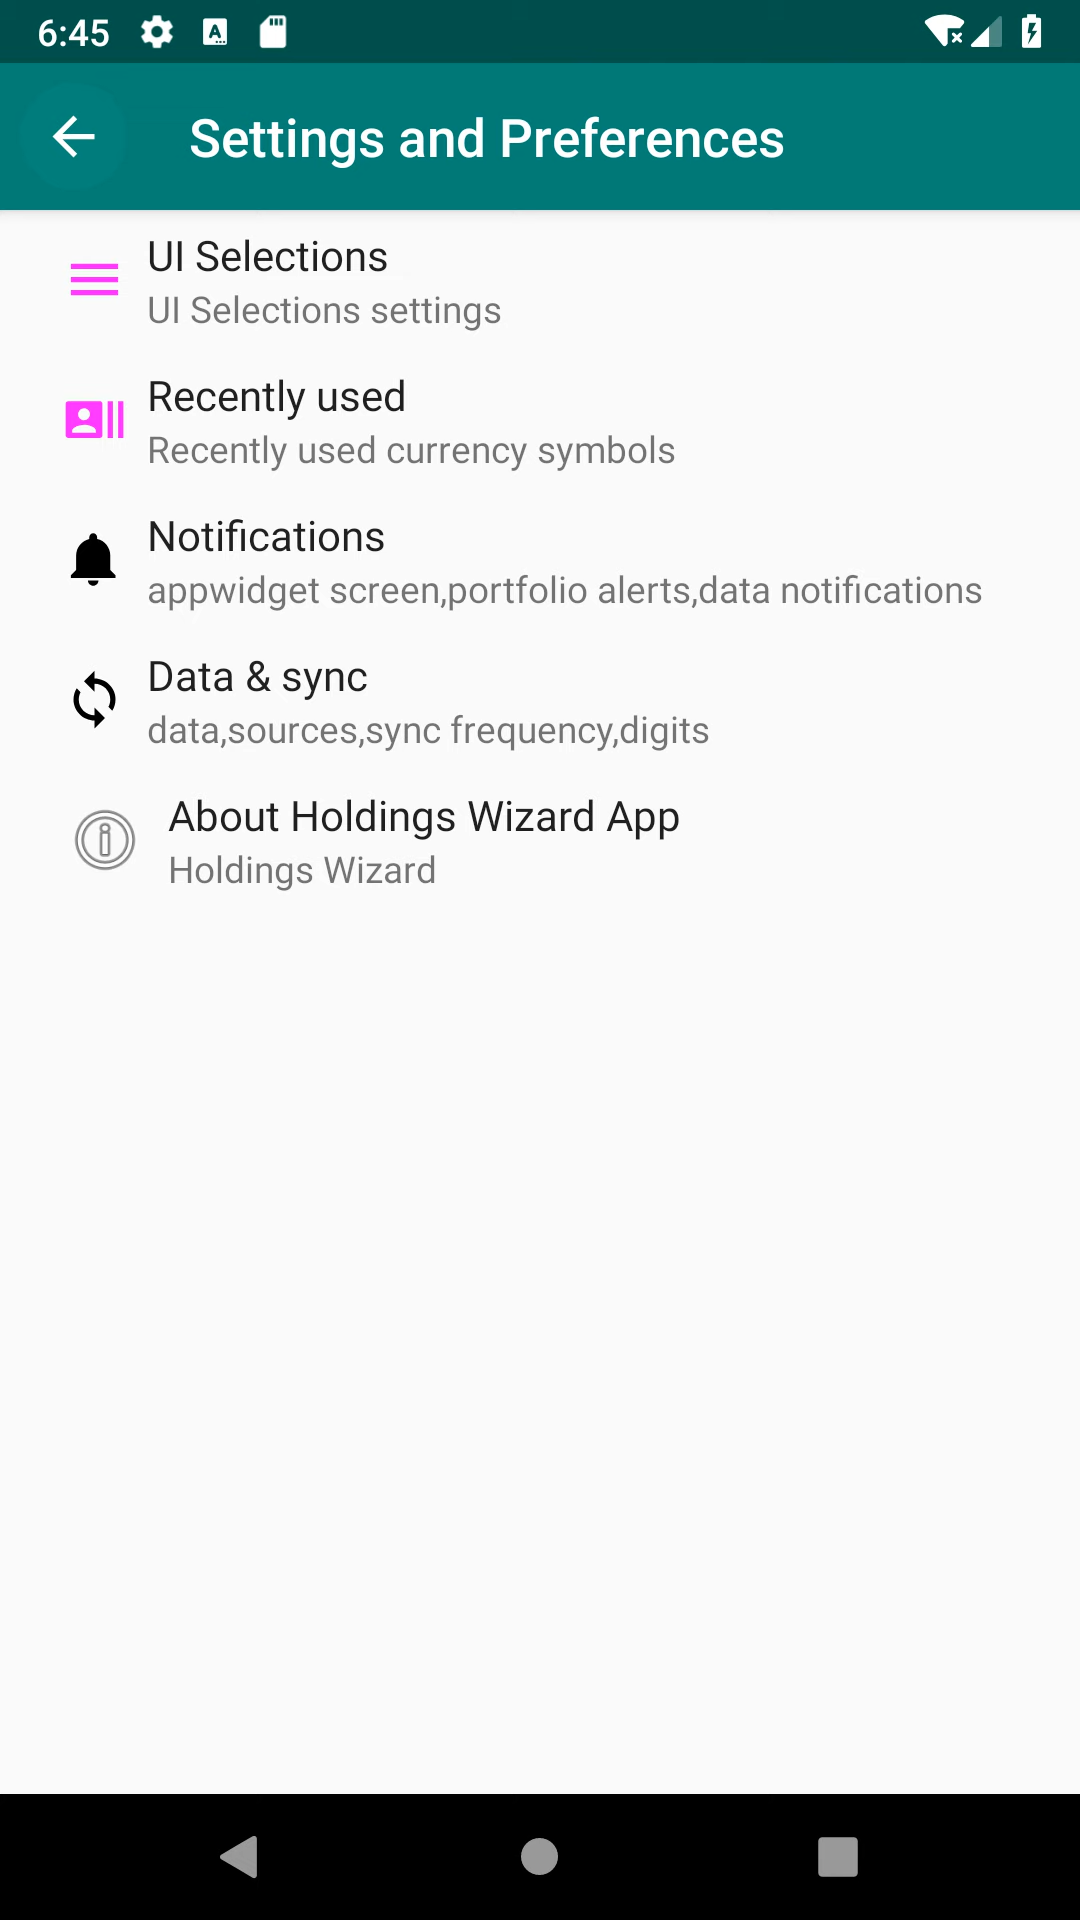 6:45
Settings and Preferences
UI Selections
UI Selections settings
Recently used
Recently used currency symbols
Notifications
appwidget screen,portfolio alerts,data notifications
Data & sync
data,sources,sync frequency,digits
About Holdings Wizard App
Holdings Wizard